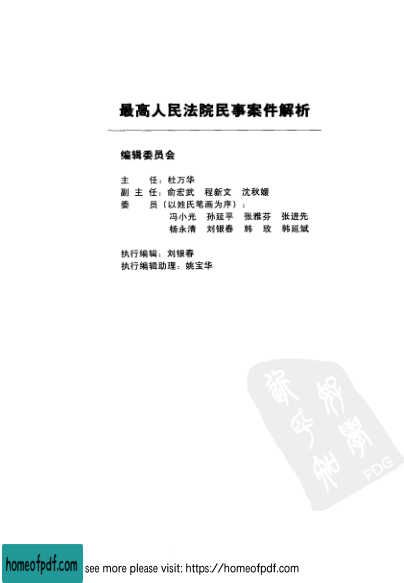 最高人民法院民事案件解析
编辑委员会
主 任：杜万华
副 主 任：俞宏武 程新文 沈秋媛
委 员（以姓氏笔画为序）：
冯小光 孙延平 张雅芬 张进先
杨永清 刘银春 韩 玫 韩延斌
执行编辑：刘银春
执行编辑助理：姚宝华
PDG
homeofpdf.com
see more please visit: https://homeofpdf.com